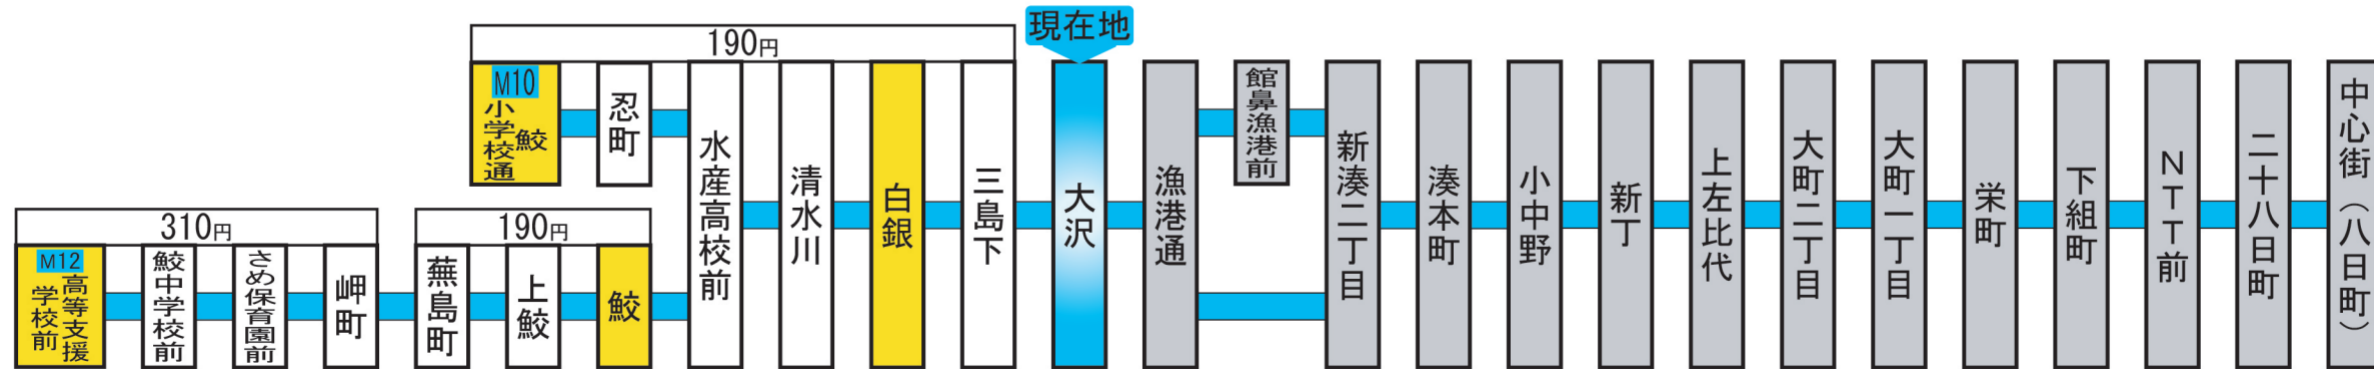 現在地
190円
M10
鮫
小学校通
忍町
水産高校前
清水川
白銀
三島下
大沢
漁港通
館鼻漁港前
新湊二丁目
湊本町
小中野
新丁
上左比代
大町二丁目
大町一丁目
栄町
下組町
NTT前
二十八日町
中心街（八日町）
310円
190円
M12
高等支援
学校前
鮫中学校前
さめ保育園前
岬町
蕪島町
上鮫
鮫